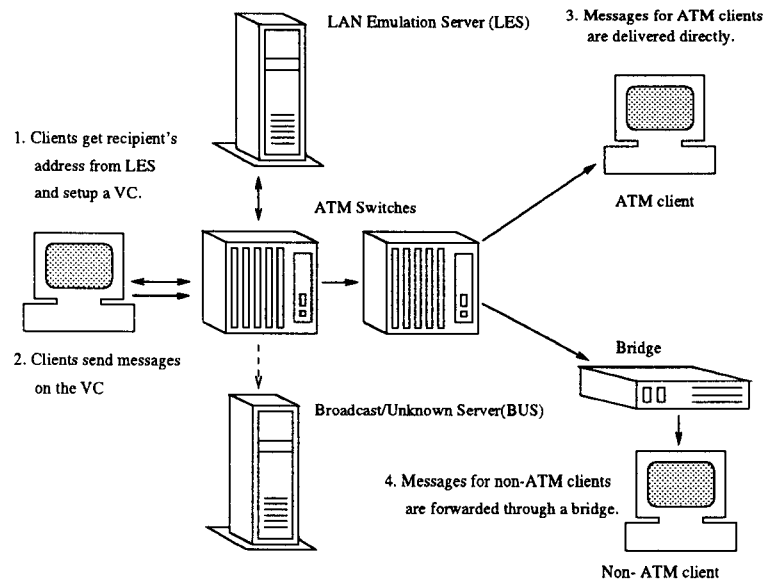 LAN Emulation Server (LES)
3. Messages for ATM clients
are delivered directly.
1. Clients get recipient's
address from LES
and setup a VC.
ATM Switches
ATM client
2. Clients send messages
on the VC
Bridge
Broadcast/Unknown Server(BUS)
4. Messages for non-ATM clients
are forwarded through a bridge.
Non- ATM client